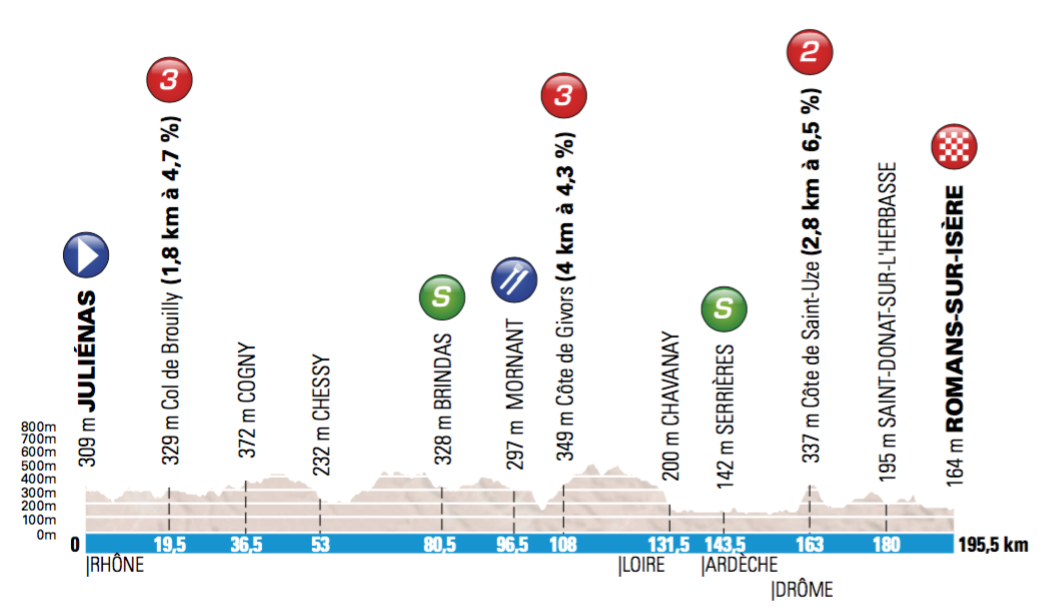 3
3
2
S
S
309 m JULIÉNAS
329 m Col de Brouilly (1,8 km à 4,7 %)
372 m COGNY
232 m CHESSY
328 m BRINDAS
297 m MORNANT
349 m Côte de Givors (4 km à 4,3 %)
200 m CHAVANAY
142 m SERRIÈRES
337 m Côte de Saint-Uze (2,8 km à 6,5 %)
195 m SAINT-DONAT-SUR-L'HERBASSE
164 m ROMANS-SUR-ISÈRE
800m
700m
600m
500m
400m
300m
200m
100m
0m
0 19,5 36,5 53 80,5 96,5 108 131,5 143,5 163 180 195,5 km
|RHÔNE |LOIRE |ARDÈCHE
|DRÔME